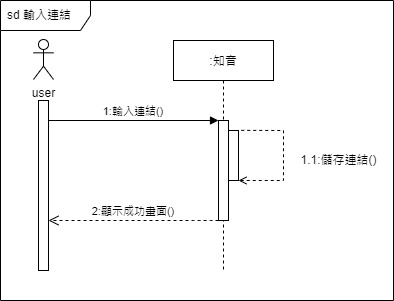 sd 輸入連結
:知音
user
1:輸入連結()
1.1:儲存連結()
2:顯示成功畫面()